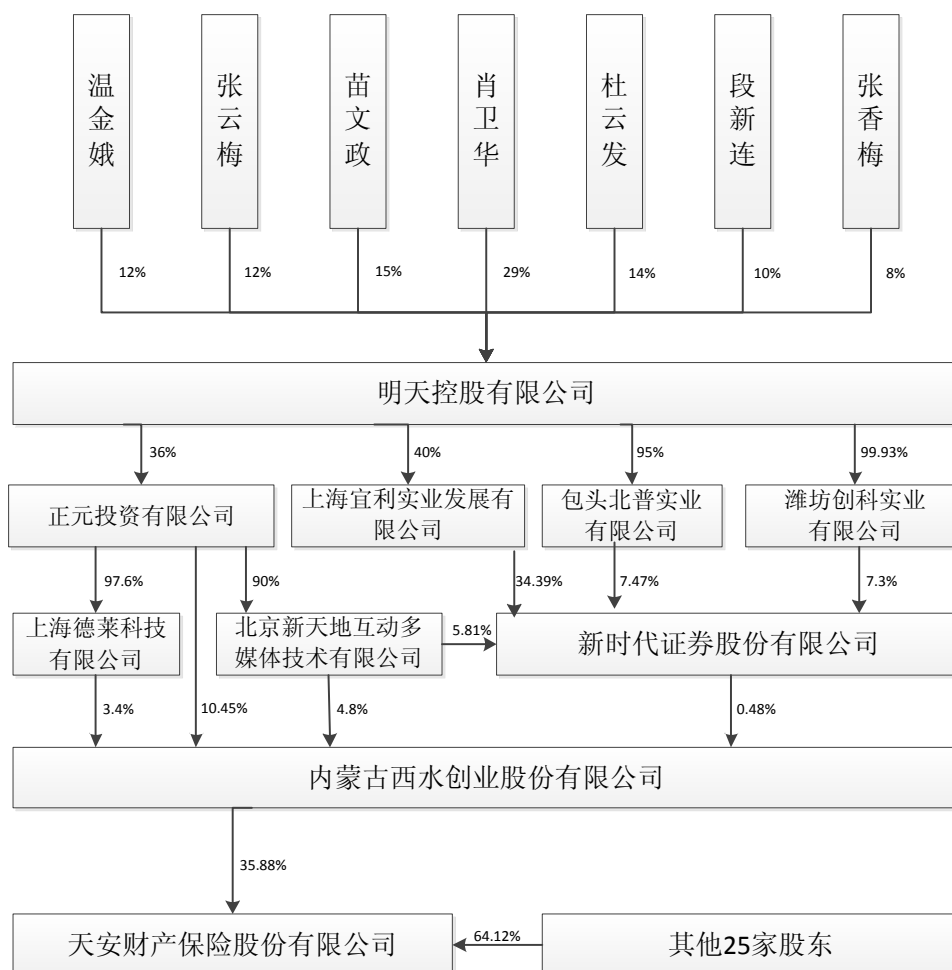 温金娥
张云梅
苗文政
肖卫华
杜云发
段新连
张香梅
12%
12%
15%
29%
14%
10%
8%
明天控股有限公司
36%
40%
95%
99.93%
正元投资有限公司
上海宜利实业发展有
限公司
包头北普实业
有限公司
潍坊创科实业
有限公司
97.6%
90%
34.39%
7.47%
7.3%
上海德莱科技
有限公司
北京新天地互动多
媒体技术有限公司
5.81%
新时代证券股份有限公司
3.4%
10.45%
4.8%
0.48%
内蒙古西水创业股份有限公司
35.88%
天安财产保险股份有限公司
64.12%
其他25家股东